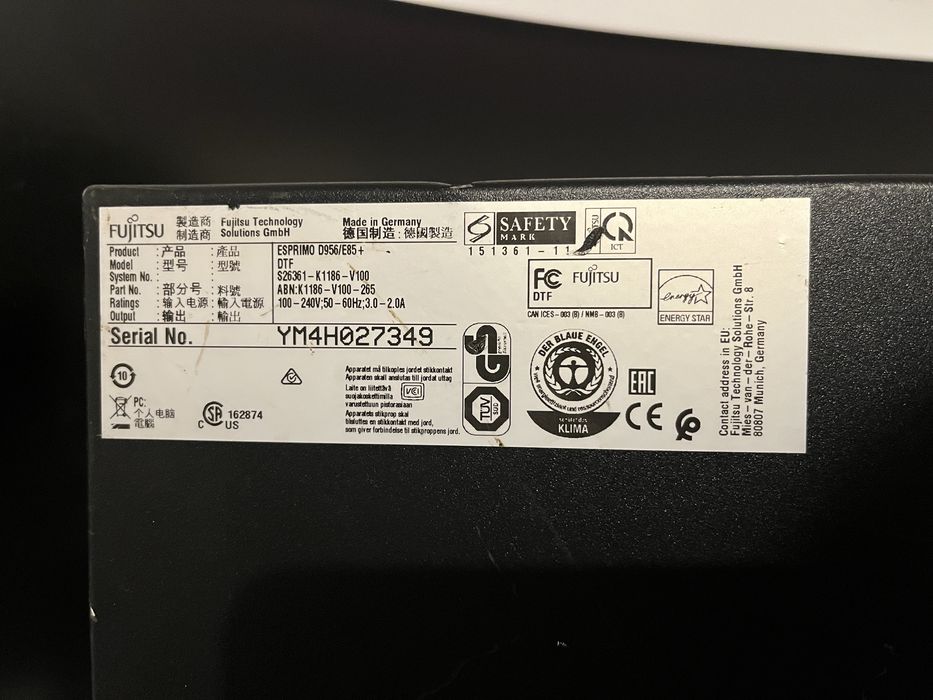 FUJITSU 製造商 制造商 Fujitsu Technology Solutions GmbH
Made in Germany
德国制造 : 德國製造
Product : 产品 : 產品 ESPRIMO D956/E85+
Model : 型号 : 型號 DTF
System No. : S26361-K1186-V100
Part No. : 部分号 : 料號 ABN:K1186-V100-265
Ratings : 输入电源 : 輸入電源 100-240V;50-60Hz;3.0-2.0A
Output : 输出 : 輸出
Serial No. YM4H027349
SAFETY
MARK
151361-11
ICT
FC FUJITSU
DTF
CAN ICES-003 (B) / NMB-003 (B)
energy
ENERGY STAR
10
PC:
个人电脑
電腦
C SA US 162874
Apparatet må tilkoples jordet stikkontakt
Apparaten skall anslutas till jordat uttag
Laite on liitettävä
suojakoskettimilla
varustettuun pistorasiaan
Apparatets stikprop skal
tilsluttes en stikkontakt med jord,
som giver forbindelse til stikproppens jord.
VCI
GS
TÜV
SÜD
DER BLAUE ENGEL
KLIMA
EAC
CE
Contact address in EU:
Fujitsu Technology Solutions GmbH
Mies-van-der-Rohe-Str. 8
80807 Munich, Germany